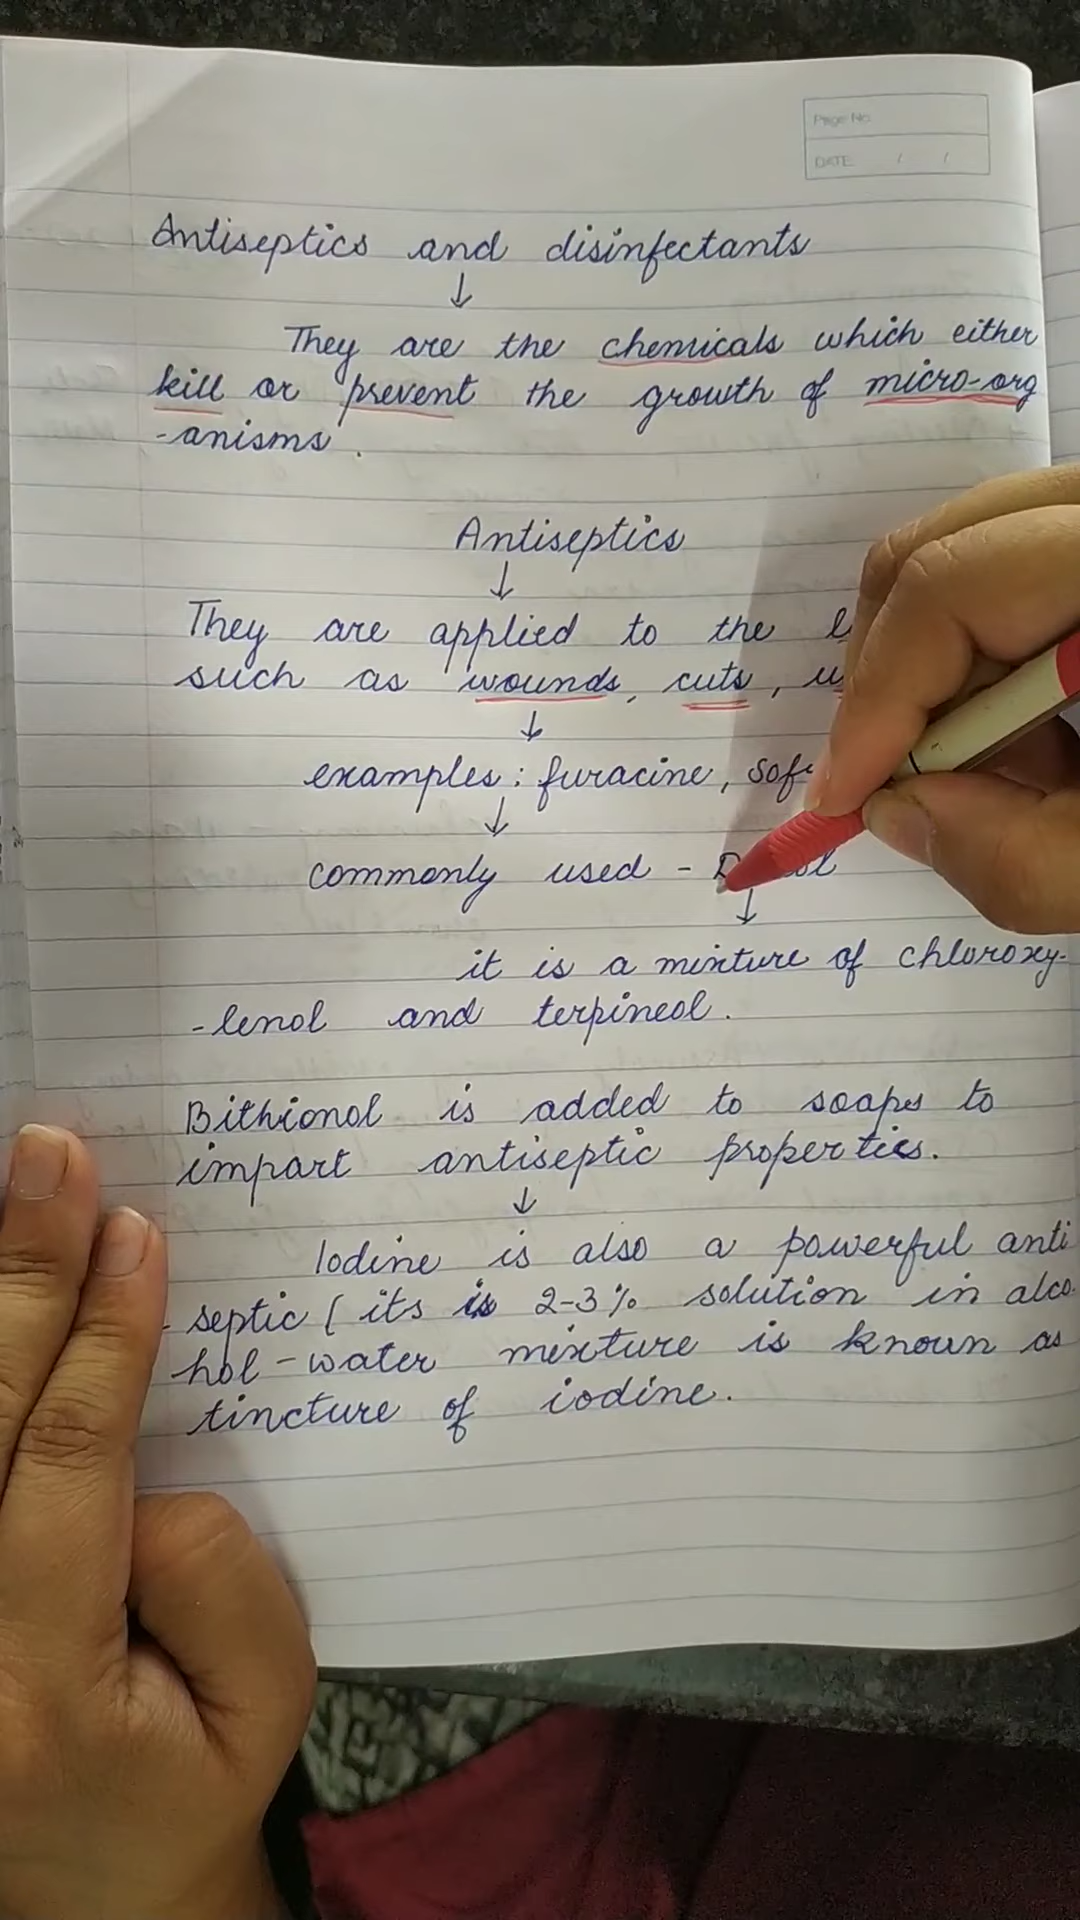 Page No.
DATE / /
Antiseptics and disinfectants
↓
They are the chemicals which either
kill or prevent the growth of micro-org
-anisms.
Antiseptics
↓
They are applied to the
such as wounds, cuts,
↓
examples: furacine,
↓
commonly used -
↓
it is a mixture of chloroxy-
-lenol and terpineol.
Bithionol is added to soaps to
impart antiseptic properties.
↓
Iodine is also a powerful anti
-septic (its is 2-3% solution in alco-
hol-water mixture is known as
tincture of iodine.